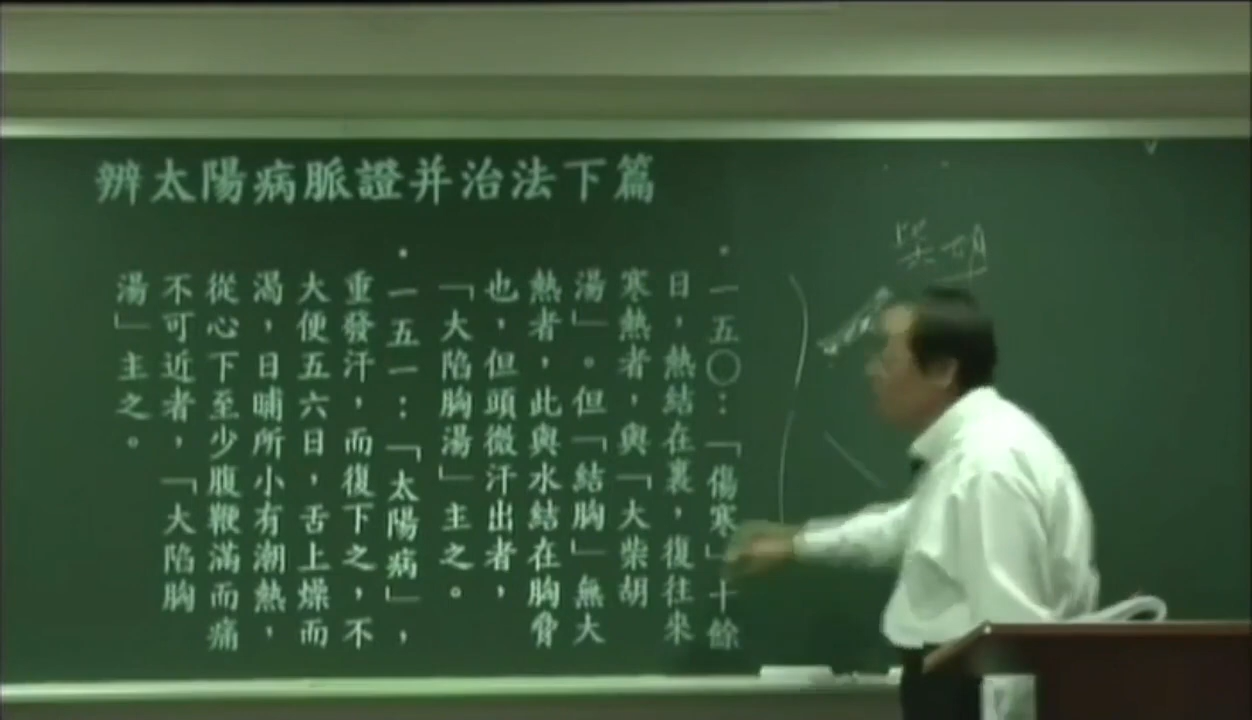 辨太陽病脈證并治法下篇
・一五〇：「傷寒」十餘
日，熱結在裏，復往來
寒熱者，與「大柴胡
湯」。但「結胸」無大
熱者，此與水結在胸脅
也，但頭微汗出者，
「大陷胸湯」主之。
・一五一：「太陽病」，
重發汗，而復下之，不
大便五六日，舌上燥而
渴，日晡所小有潮熱，
從心下至少腹鞕滿而痛
不可近者，「大陷胸
湯」主之。
柴胡